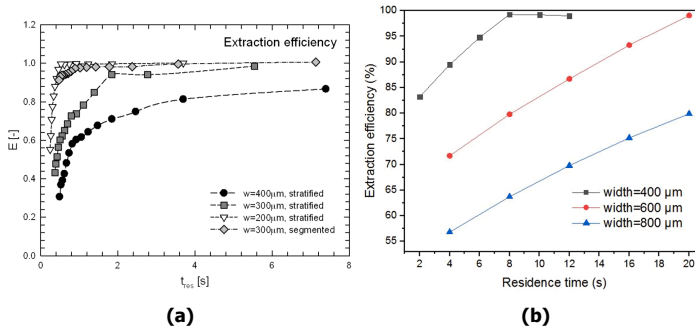 Extraction efficiency
1.2
1.0
0.8
0.6
0.4
0.2
0.0
E [-]
w=400μm, stratified
w=300μm, stratified
w=200μm, stratified
w=300μm, segmented
0 2 4 6 8
t_res [s]
(a)
100
95
90
85
80
75
70
65
60
55
Extraction efficiency (%)
width=400 μm
width=600 μm
width=800 μm
2 4 6 8 10 12 14 16 18 20
Residence time (s)
(b)